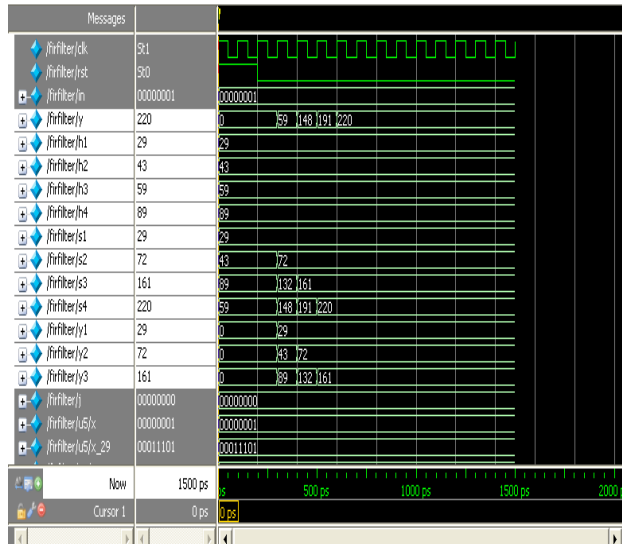 Messages
/firfilter/clk St1
/firfilter/rst St0
/firfilter/in 00000001 00000001
/firfilter/y 220 0 59 148 191 220
/firfilter/h1 29 29
/firfilter/h2 43 43
/firfilter/h3 59 59
/firfilter/h4 89 89
/firfilter/s1 29 29
/firfilter/s2 72 43 72
/firfilter/s3 161 89 132 161
/firfilter/s4 220 59 148 191 220
/firfilter/y1 29 0 29
/firfilter/y2 72 0 43 72
/firfilter/y3 161 0 89 132 161
/firfilter/j 00000000 00000000
/firfilter/u5/x 00000001 00000001
/firfilter/u5/x_29 00011101 00011101
Now 1500 ps ps 500 ps 1000 ps 1500 ps 2000
Cursor 1 0 ps 0 ps